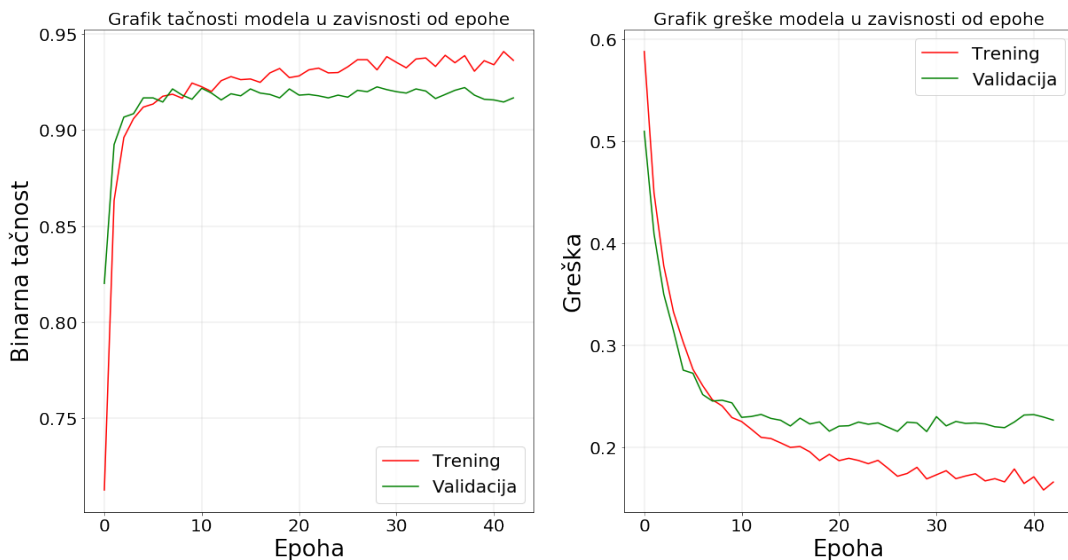 Grafik tačnosti modela u zavisnosti od epohe
0.95
0.90
0.85
0.80
0.75
Binarna tačnost
0
10
20
30
40
Epoha
Trening
Validacija
Grafik greške modela u zavisnosti od epohe
0.6
0.5
0.4
0.3
0.2
Greška
0
10
20
30
40
Epoha
Trening
Validacija